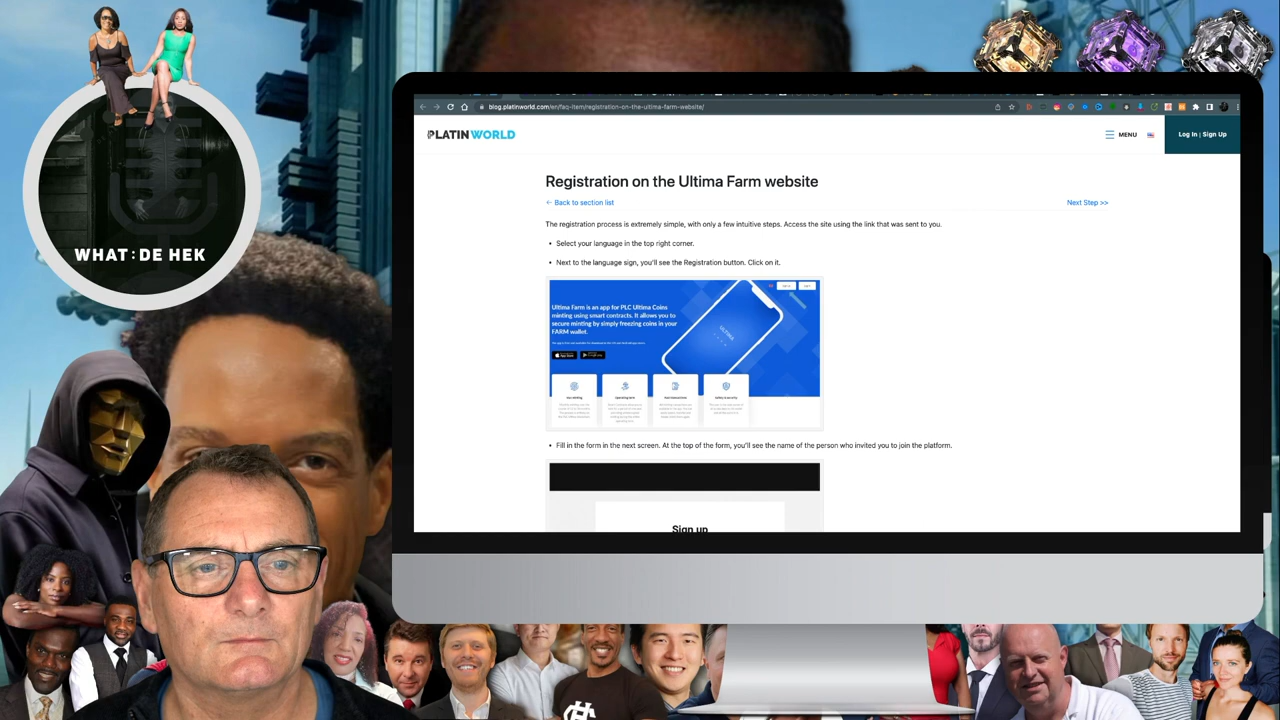 WHAT:DE HEK
blog.platinworld.com/en/faq-item/registration-on-the-ultima-farm-website/
PLATINWORLD
MENU
Log In | Sign Up
Registration on the Ultima Farm website
← Back to section list
Next Step >>
The registration process is extremely simple, with only a few intuitive steps. Access the site using the link that was sent to you.
• Select your language in the top right corner.
• Next to the language sign, you'll see the Registration button. Click on it.
Ultima Farm is an app for PLC Ultima Coins
minting using smart contracts. It allows you to
secure minting by simply freezing coins in your
FARM wallet.
App Store
Google Play
ULTIMA
• Fill in the form in the next screen. At the top of the form, you'll see the name of the person who invited you to join the platform.
Sign up